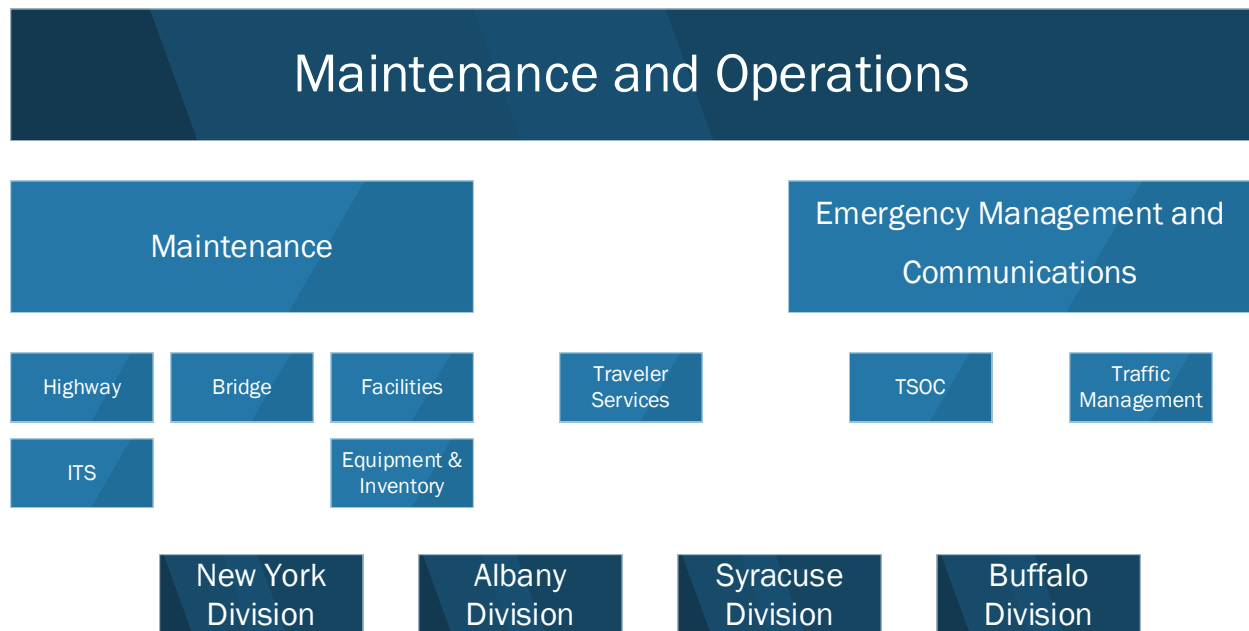 Maintenance and Operations
Maintenance
Emergency Management and
Communications
Highway
Bridge
Facilities
Traveler
Services
TSOC
Traffic
Management
ITS
Equipment &
Inventory
New York
Division
Albany
Division
Syracuse
Division
Buffalo
Division